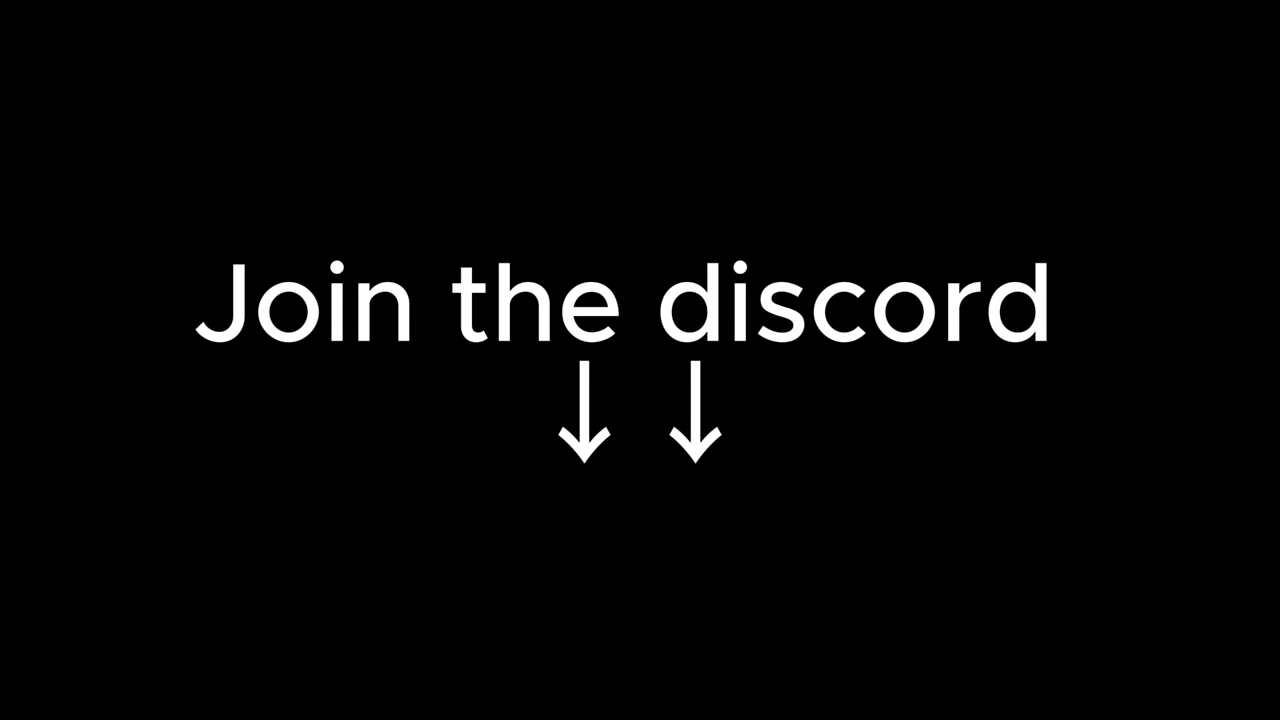 Join the discord
↓ ↓